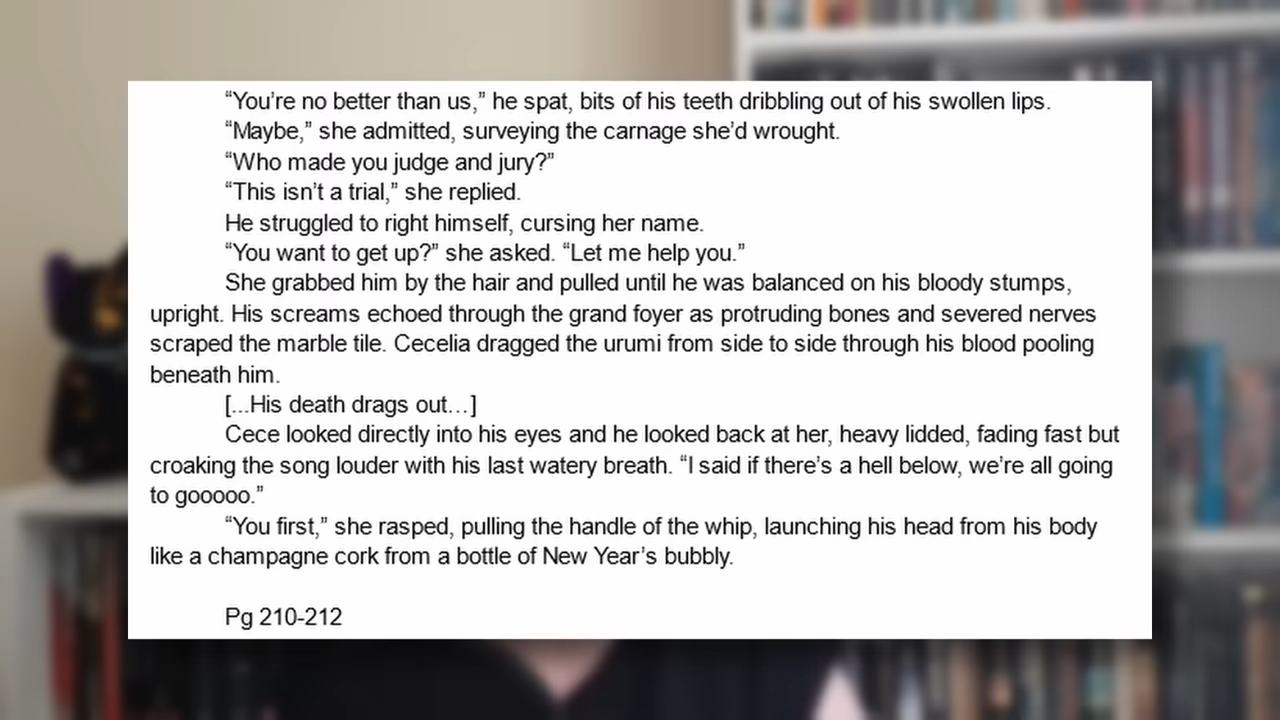 “You’re no better than us,” he spat, bits of his teeth dribbling out of his swollen lips.
“Maybe,” she admitted, surveying the carnage she’d wrought.
“Who made you judge and jury?”
“This isn’t a trial,” she replied.
He struggled to right himself, cursing her name.
“You want to get up?” she asked. “Let me help you.”
She grabbed him by the hair and pulled until he was balanced on his bloody stumps,
upright. His screams echoed through the grand foyer as protruding bones and severed nerves
scraped the marble tile. Cecelia dragged the urumi from side to side through his blood pooling
beneath him.
[...His death drags out…]
Cece looked directly into his eyes and he looked back at her, heavy lidded, fading fast but
croaking the song louder with his last watery breath. “I said if there’s a hell below, we’re all going
to gooooo.”
“You first,” she rasped, pulling the handle of the whip, launching his head from his body
like a champagne cork from a bottle of New Year’s bubbly.
Pg 210-212